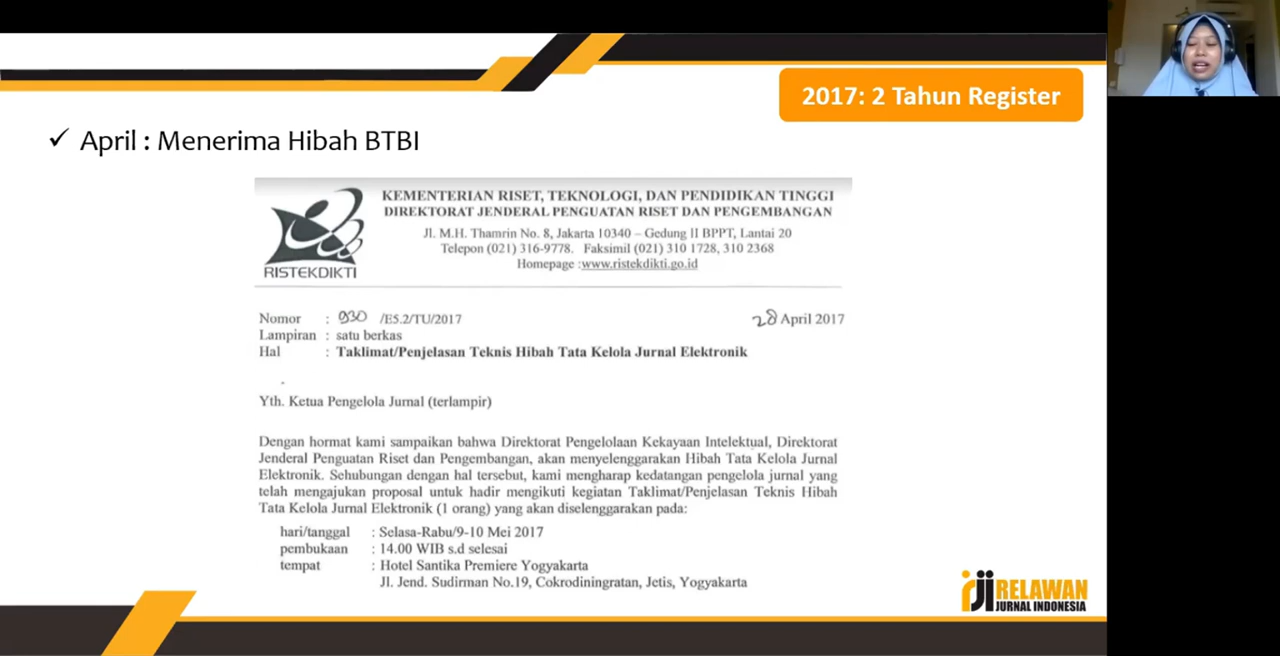 2017: 2 Tahun Register
✓ April : Menerima Hibah BTBI
KEMENTERIAN RISET, TEKNOLOGI, DAN PENDIDIKAN TINGGI
DIREKTORAT JENDERAL PENGUATAN RISET DAN PENGEMBANGAN
Jl. M.H. Thamrin No. 8, Jakarta 10340 – Gedung II BPPT, Lantai 20
Telepon (021) 316-9778. Faksimil (021) 310 1728, 310 2368
Homepage :www.ristekdikti.go.id
RISTEKDIKTI
Nomor : 930 /E5.2/TU/2017 28 April 2017
Lampiran : satu berkas
Hal : Taklimat/Penjelasan Teknis Hibah Tata Kelola Jurnal Elektronik
Yth. Ketua Pengelola Jurnal (terlampir)
Dengan hormat kami sampaikan bahwa Direktorat Pengelolaan Kekayaan Intelektual, Direktorat
Jenderal Penguatan Riset dan Pengembangan, akan menyelenggarakan Hibah Tata Kelola Jurnal
Elektronik. Sehubungan dengan hal tersebut, kami mengharap kedatangan pengelola jurnal yang
telah mengajukan proposal untuk hadir mengikuti kegiatan Taklimat/Penjelasan Teknis Hibah
Tata Kelola Jurnal Elektronik (1 orang) yang akan diselenggarakan pada:
hari/tanggal : Selasa-Rabu/9-10 Mei 2017
pembukaan : 14.00 WIB s.d selesai
tempat : Hotel Santika Premiere Yogyakarta
Jl. Jend. Sudirman No.19, Cokrodiningratan, Jetis, Yogyakarta
rji RELAWAN
JURNAL INDONESIA